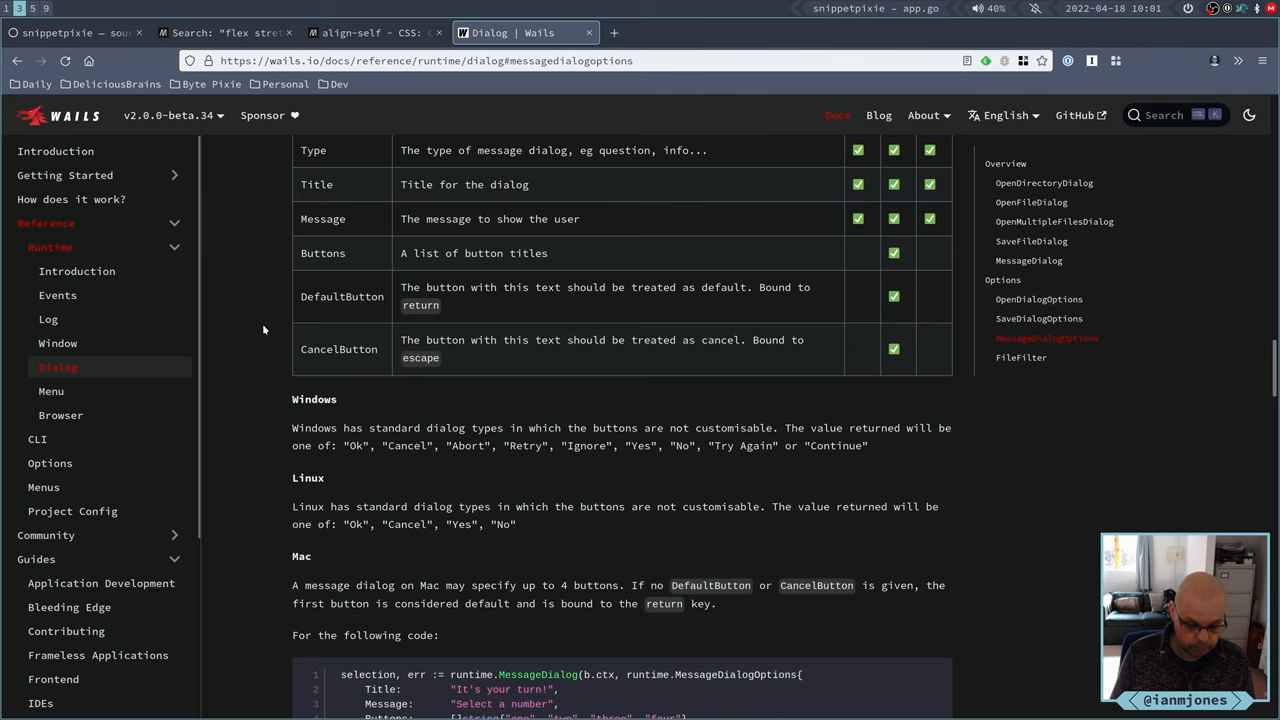 1 3 5 9
snippetpixie — app.go
40%
2022-04-18 10:01
snippetpixie — sour
Search: "flex stret
align-self - CSS: C
Dialog | Wails
https://wails.io/docs/reference/runtime/dialog#messagedialogoptions
Daily
DeliciousBrains
Byte Pixie
Personal
Dev
WAILS
v2.0.0-beta.34
Sponsor
Docs
Blog
About
English
GitHub
Search
K
Introduction
Getting Started
How does it work?
Reference
Runtime
Introduction
Events
Log
Window
Dialog
Menu
Browser
CLI
Options
Menus
Project Config
Community
Guides
Application Development
Bleeding Edge
Contributing
Frameless Applications
Frontend
IDEs
Type The type of message dialog, eg question, info...
Title Title for the dialog
Message The message to show the user
Buttons A list of button titles
DefaultButton The button with this text should be treated as default. Bound to
return
CancelButton The button with this text should be treated as cancel. Bound to
escape
Windows
Windows has standard dialog types in which the buttons are not customisable. The value returned will be
one of: "Ok", "Cancel", "Abort", "Retry", "Ignore", "Yes", "No", "Try Again" or "Continue"
Linux
Linux has standard dialog types in which the buttons are not customisable. The value returned will be
one of: "Ok", "Cancel", "Yes", "No"
Mac
A message dialog on Mac may specify up to 4 buttons. If no DefaultButton or CancelButton is given, the
first button is considered default and is bound to the return key.
For the following code:
1 selection, err := runtime.MessageDialog(b.ctx, runtime.MessageDialogOptions{
2 Title: "It's your turn!",
3 Message: "Select a number",
4 Buttons: []string{"one", "two", "three", "four"},
Overview
OpenDirectoryDialog
OpenFileDialog
OpenMultipleFilesDialog
SaveFileDialog
MessageDialog
Options
OpenDialogOptions
SaveDialogOptions
MessageDialogOptions
FileFilter
@ianmjones